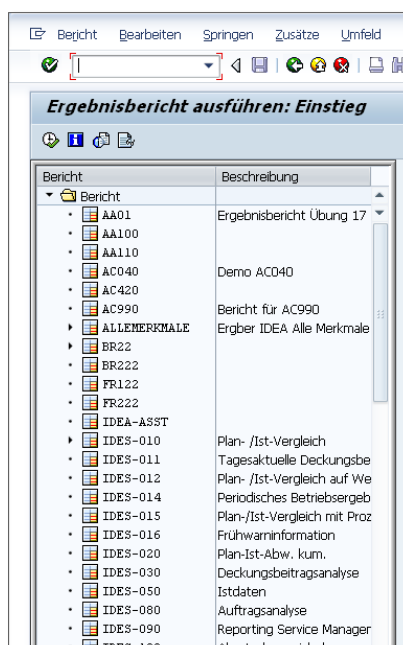 Bericht Bearbeiten Springen Zusätze Umfeld
Ergebnisbericht ausführen: Einstieg
Bericht Beschreibung
Bericht
AA01 Ergebnisbericht Übung 17
AA100
AA110
AC040 Demo AC040
AC420
AC990 Bericht für AC990
ALLEMERKMALE Ergber IDEA Alle Merkmale
BR22
BR222
FR122
FR222
IDEA-ASST
IDES-010 Plan- /Ist-Vergleich
IDES-011 Tagesaktuelle Deckungsbe
IDES-012 Plan- /Ist-Vergleich auf We
IDES-014 Periodisches Betriebsergeb
IDES-015 Plan-/Ist-Vergleich mit Proz
IDES-016 Frühwarninformation
IDES-020 Plan-Ist-Abw. kum.
IDES-030 Deckungsbeitragsanalyse
IDES-050 Istdaten
IDES-080 Auftragsanalyse
IDES-090 Reporting Service Manager